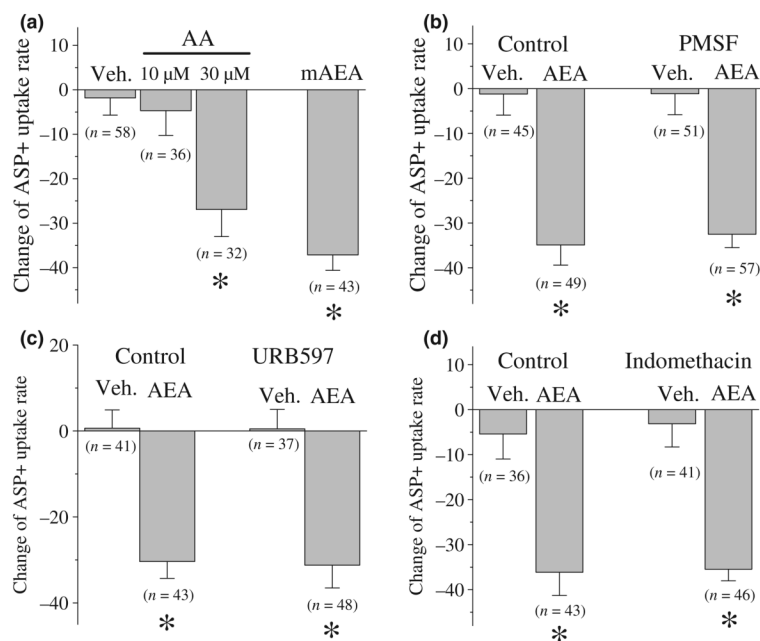 (a)
AA
Veh.
10 µM
30 µM
mAEA
10
0
−10
−20
−30
−40
Change of ASP+ uptake rate
(n = 58)
(n = 36)
(n = 32)
*
(n = 43)
*
(b)
Control
PMSF
Veh.
AEA
Veh.
AEA
10
0
−10
−20
−30
−40
Change of ASP+ uptake rate
(n = 45)
(n = 49)
*
(n = 51)
(n = 57)
*
(c)
Control
URB597
Veh.
AEA
Veh.
AEA
20
0
−20
−40
Change of ASP+ uptake rate
(n = 41)
(n = 43)
*
(n = 37)
(n = 48)
*
(d)
Control
Indomethacin
Veh.
AEA
Veh.
AEA
10
0
−10
−20
−30
−40
−50
Change of ASP+ uptake rate
(n = 36)
(n = 43)
*
(n = 41)
(n = 46)
*